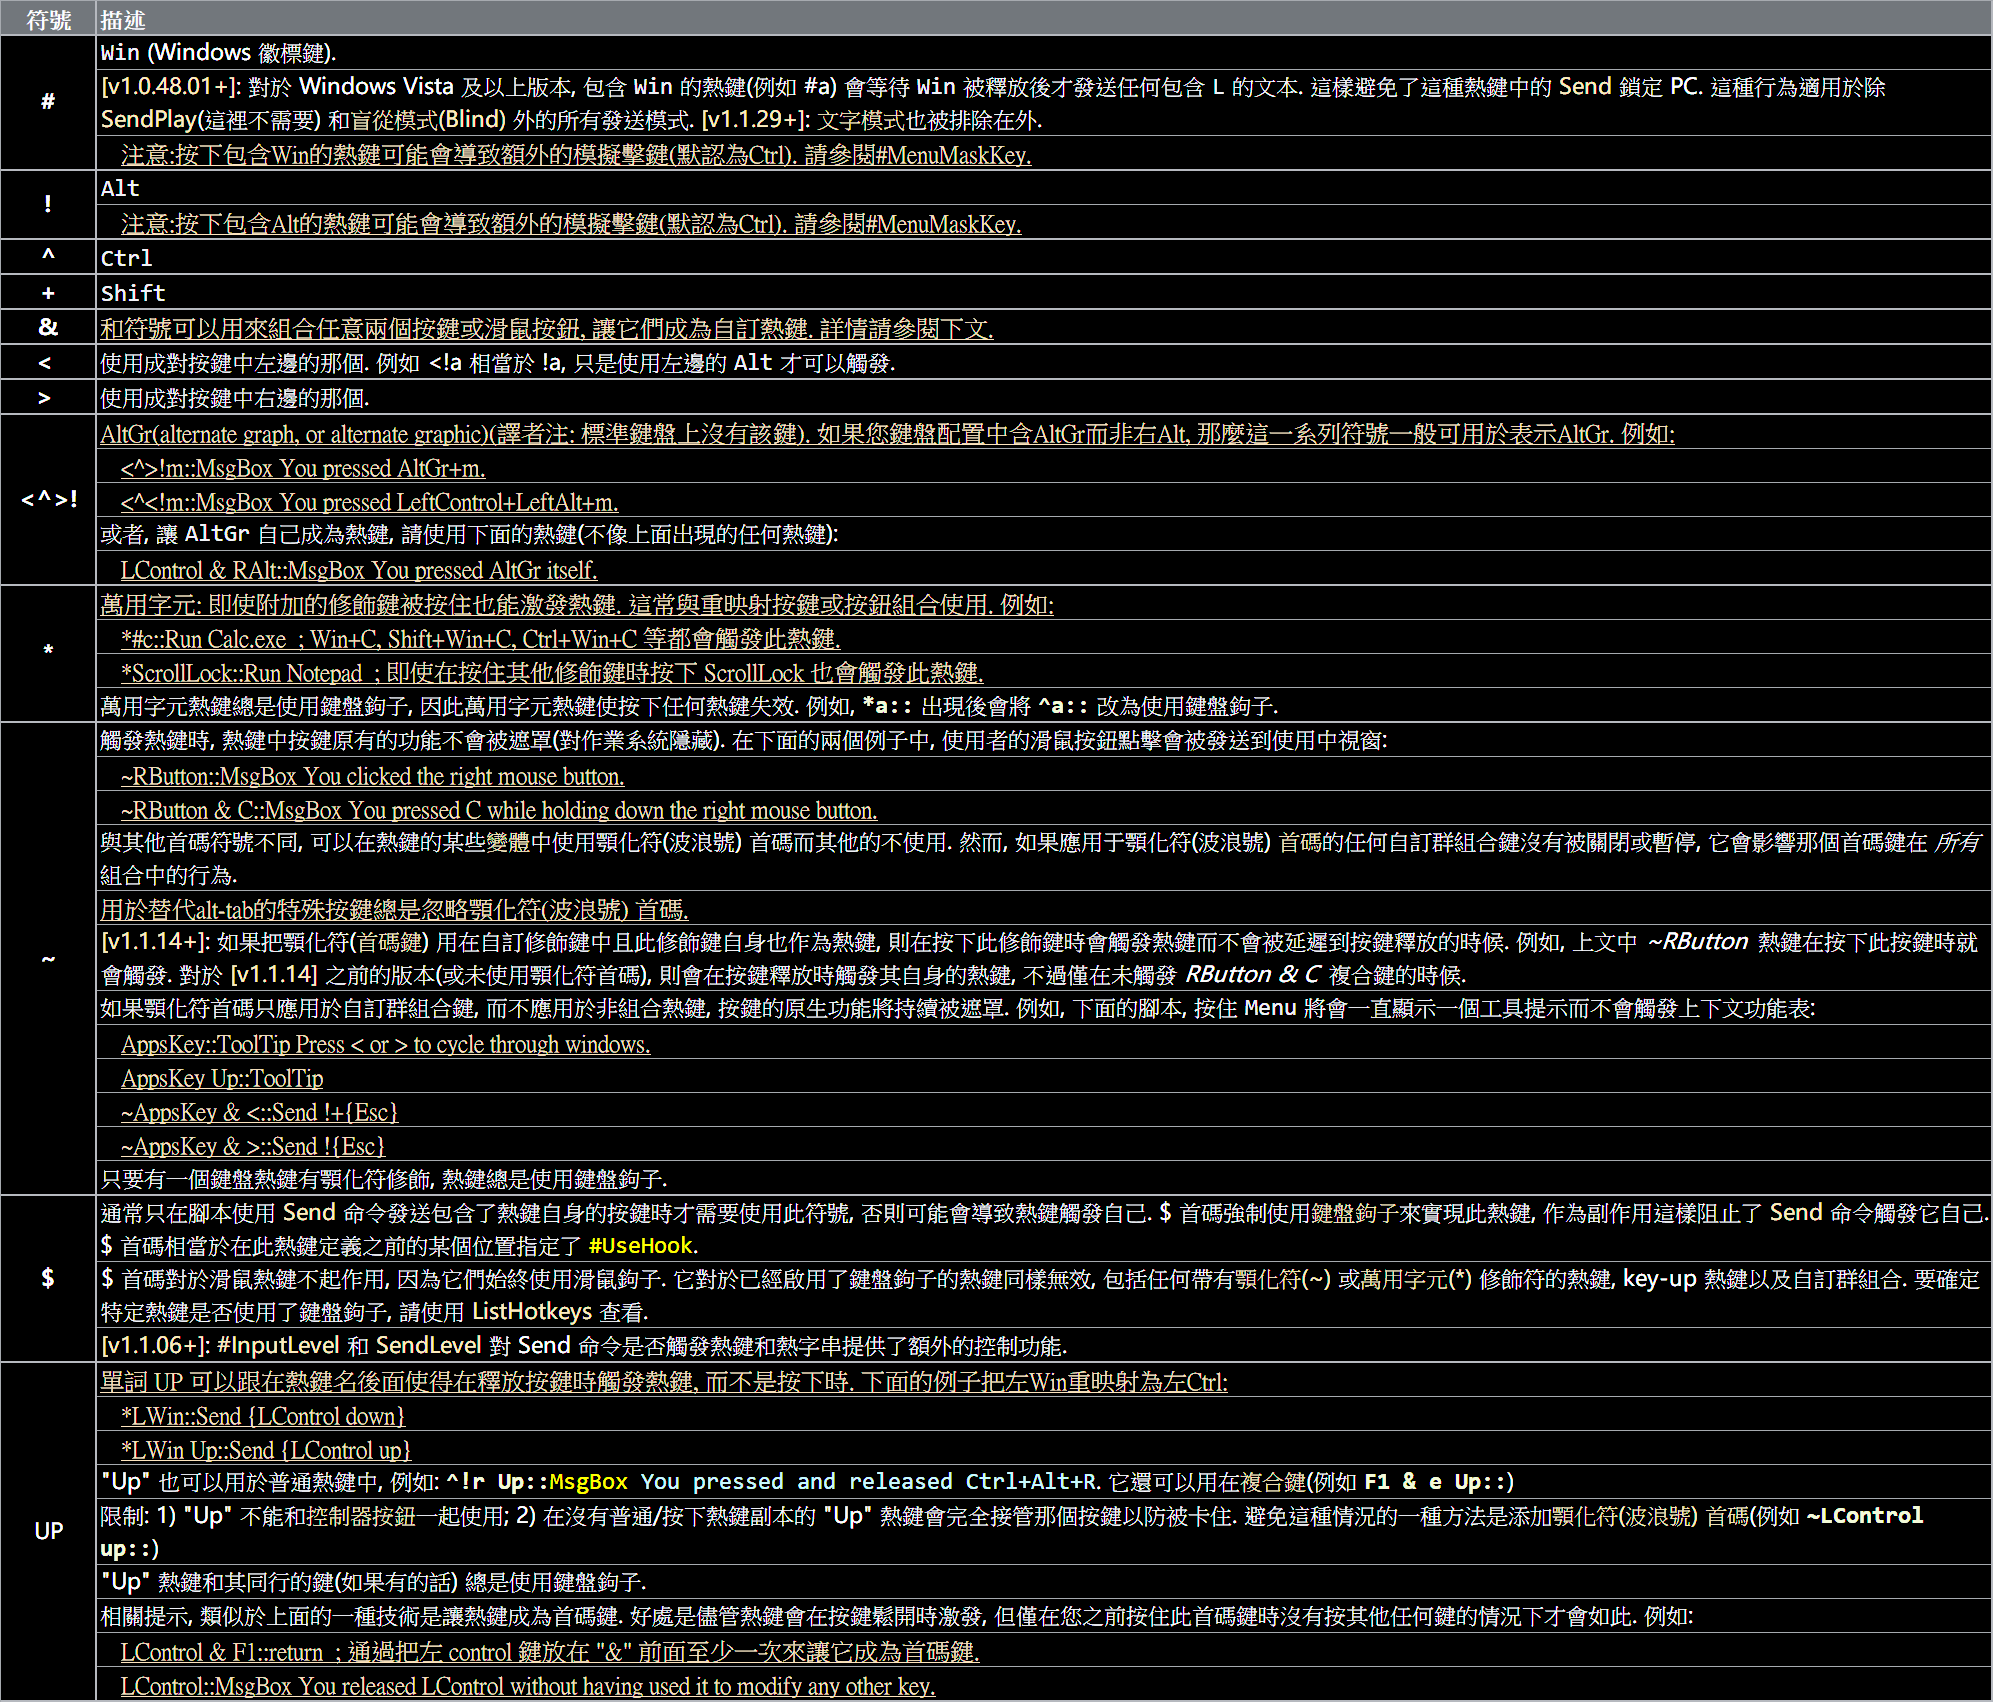 符號 描述
# Win (Windows 徽標鍵).
[v1.0.48.01+]: 對於 Windows Vista 及以上版本, 包含 Win 的熱鍵(例如 #a) 會等待 Win 被釋放後才發送任何包含 L 的文本. 這樣避免了這種熱鍵中的 Send 鎖定 PC. 這種行為適用於除
SendPlay(這裡不需要) 和盲從模式(Blind) 外的所有發送模式. [v1.1.29+]: 文字模式也被排除在外.
注意:按下包含Win的熱鍵可能會導致額外的模擬擊鍵(默認為Ctrl). 請參閱#MenuMaskKey.
! Alt
注意:按下包含Alt的熱鍵可能會導致額外的模擬擊鍵(默認為Ctrl). 請參閱#MenuMaskKey.
^ Ctrl
+ Shift
& 和符號可以用來組合任意兩個按鍵或滑鼠按鈕, 讓它們成為自訂熱鍵. 詳情請參閱下文.
< 使用成對按鍵中左邊的那個. 例如 <!a 相當於 !a, 只是使用左邊的 Alt 才可以觸發.
> 使用成對按鍵中右邊的那個.
<^>! AltGr(alternate graph, or alternate graphic)(譯者注: 標準鍵盤上沒有該鍵). 如果您鍵盤配置中含AltGr而非右Alt, 那麼這一系列符號一般可用於表示AltGr. 例如:
<^>!m::MsgBox You pressed AltGr+m.
<^<!m::MsgBox You pressed LeftControl+LeftAlt+m.
或者, 讓 AltGr 自己成為熱鍵, 請使用下面的熱鍵(不像上面出現的任何熱鍵):
LControl & RAlt::MsgBox You pressed AltGr itself.
* 萬用字元: 即使附加的修飾鍵被按住也能激發熱鍵. 這常與重映射按鍵或按鈕組合使用. 例如:
*#c::Run Calc.exe  ; Win+C, Shift+Win+C, Ctrl+Win+C 等都會觸發此熱鍵.
*ScrollLock::Run Notepad  ; 即使在按住其他修飾鍵時按下 ScrollLock 也會觸發此熱鍵.
萬用字元熱鍵總是使用鍵盤鉤子, 因此萬用字元熱鍵使按下任何熱鍵失效. 例如, *a:: 出現後會將 ^a:: 改為使用鍵盤鉤子.
~ 觸發熱鍵時, 熱鍵中按鍵原有的功能不會被遮罩(對作業系統隱藏). 在下面的兩個例子中, 使用者的滑鼠按鈕點擊會被發送到使用中視窗:
~RButton::MsgBox You clicked the right mouse button.
~RButton & C::MsgBox You pressed C while holding down the right mouse button.
與其他首碼符號不同, 可以在熱鍵的某些變體中使用顎化符(波浪號) 首碼而其他的不使用. 然而, 如果應用于顎化符(波浪號) 首碼的任何自訂群組合鍵沒有被關閉或暫停, 它會影響那個首碼鍵在 所有
組合中的行為.
用於替代alt-tab的特殊按鍵總是忽略顎化符(波浪號) 首碼.
[v1.1.14+]: 如果把顎化符(首碼鍵) 用在自訂修飾鍵中且此修飾鍵自身也作為熱鍵, 則在按下此修飾鍵時會觸發熱鍵而不會被延遲到按鍵釋放的時候. 例如, 上文中 ~RButton 熱鍵在按下此按鍵時就
會觸發. 對於 [v1.1.14] 之前的版本(或未使用顎化符首碼), 則會在按鍵釋放時觸發其自身的熱鍵, 不過僅在未觸發 RButton & C 複合鍵的時候.
如果顎化符首碼只應用於自訂群組合鍵, 而不應用於非組合熱鍵, 按鍵的原生功能將持續被遮罩. 例如, 下面的腳本, 按住 Menu 將會一直顯示一個工具提示而不會觸發上下文功能表:
AppsKey::ToolTip Press < or > to cycle through windows.
AppsKey Up::ToolTip
~AppsKey & <::Send !+{Esc}
~AppsKey & >::Send !{Esc}
只要有一個鍵盤熱鍵有顎化符修飾, 熱鍵總是使用鍵盤鉤子.
$ 通常只在腳本使用 Send 命令發送包含了熱鍵自身的按鍵時才需要使用此符號, 否則可能會導致熱鍵觸發自己. $ 首碼強制使用鍵盤鉤子來實現此熱鍵, 作為副作用這樣阻止了 Send 命令觸發它自己.
$ 首碼相當於在此熱鍵定義之前的某個位置指定了 #UseHook.
$ 首碼對於滑鼠熱鍵不起作用, 因為它們始終使用滑鼠鉤子. 它對於已經啟用了鍵盤鉤子的熱鍵同樣無效, 包括任何帶有顎化符(~) 或萬用字元(*) 修飾符的熱鍵, key-up 熱鍵以及自訂群組合. 要確定
特定熱鍵是否使用了鍵盤鉤子, 請使用 ListHotkeys 查看.
[v1.1.06+]: #InputLevel 和 SendLevel 對 Send 命令是否觸發熱鍵和熱字串提供了額外的控制功能.
UP 單詞 UP 可以跟在熱鍵名後面使得在釋放按鍵時觸發熱鍵, 而不是按下時. 下面的例子把左Win重映射為左Ctrl:
*LWin::Send {LControl down}
*LWin Up::Send {LControl up}
"Up" 也可以用於普通熱鍵中, 例如: ^!r Up::MsgBox You pressed and released Ctrl+Alt+R. 它還可以用在複合鍵(例如 F1 & e Up::)
限制: 1) "Up" 不能和控制器按鈕一起使用; 2) 在沒有普通/按下熱鍵副本的 "Up" 熱鍵會完全接管那個按鍵以防被卡住. 避免這種情況的一種方法是添加顎化符(波浪號) 首碼(例如 ~LControl
up::)
"Up" 熱鍵和其同行的鍵(如果有的話) 總是使用鍵盤鉤子.
相關提示, 類似於上面的一種技術是讓熱鍵成為首碼鍵. 好處是儘管熱鍵會在按鍵鬆開時激發, 但僅在您之前按住此首碼鍵時沒有按其他任何鍵的情況下才會如此. 例如:
LControl & F1::return  ; 通過把左 control 鍵放在 "&" 前面至少一次來讓它成為首碼鍵.
LControl::MsgBox You released LControl without having used it to modify any other key.